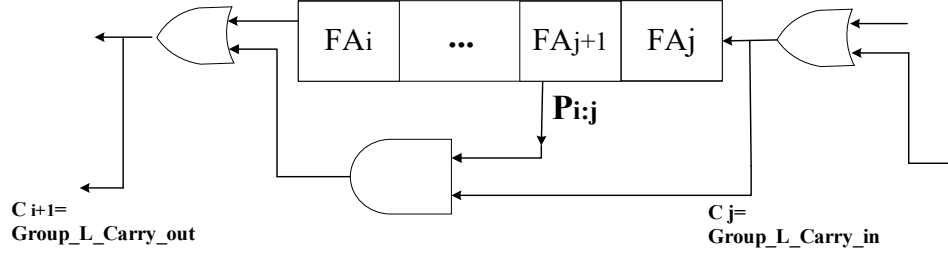 FAi ... FAj+1 FAj
Pi:j
C i+1=
Group_L_Carry_out
C j=
Group_L_Carry_in